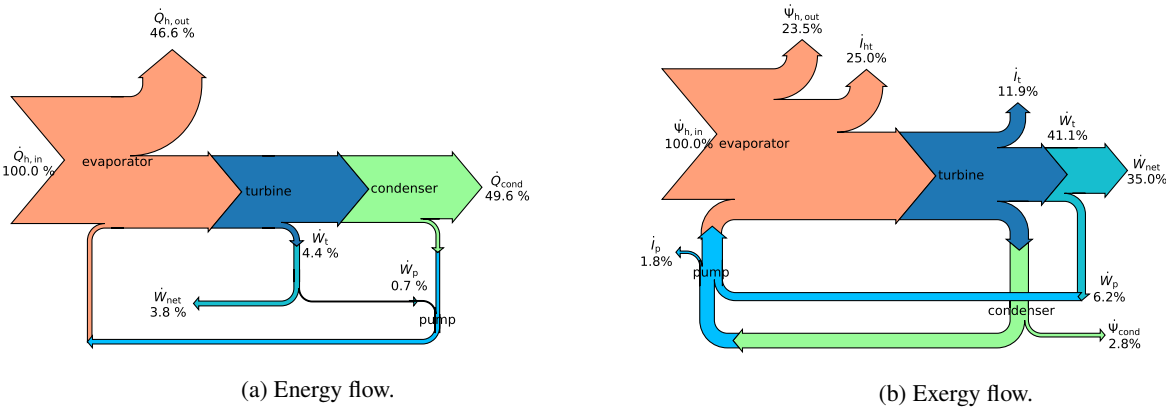 Q̇h, out
46.6 %
Q̇h, in
100.0 %
evaporator
turbine
condenser
Q̇cond
49.6 %
Ẇt
4.4 %
Ẇp
0.7 %
Ẇnet
3.8 %
pump
(a) Energy flow.
Ψ̇h, out
23.5%
İht
25.0%
İt
11.9%
Ẇt
41.1%
Ψ̇h, in
100.0%
evaporator
turbine
Ẇnet
35.0%
İp
1.8%
pump
Ẇp
6.2%
condenser
Ψ̇cond
2.8%
(b) Exergy flow.